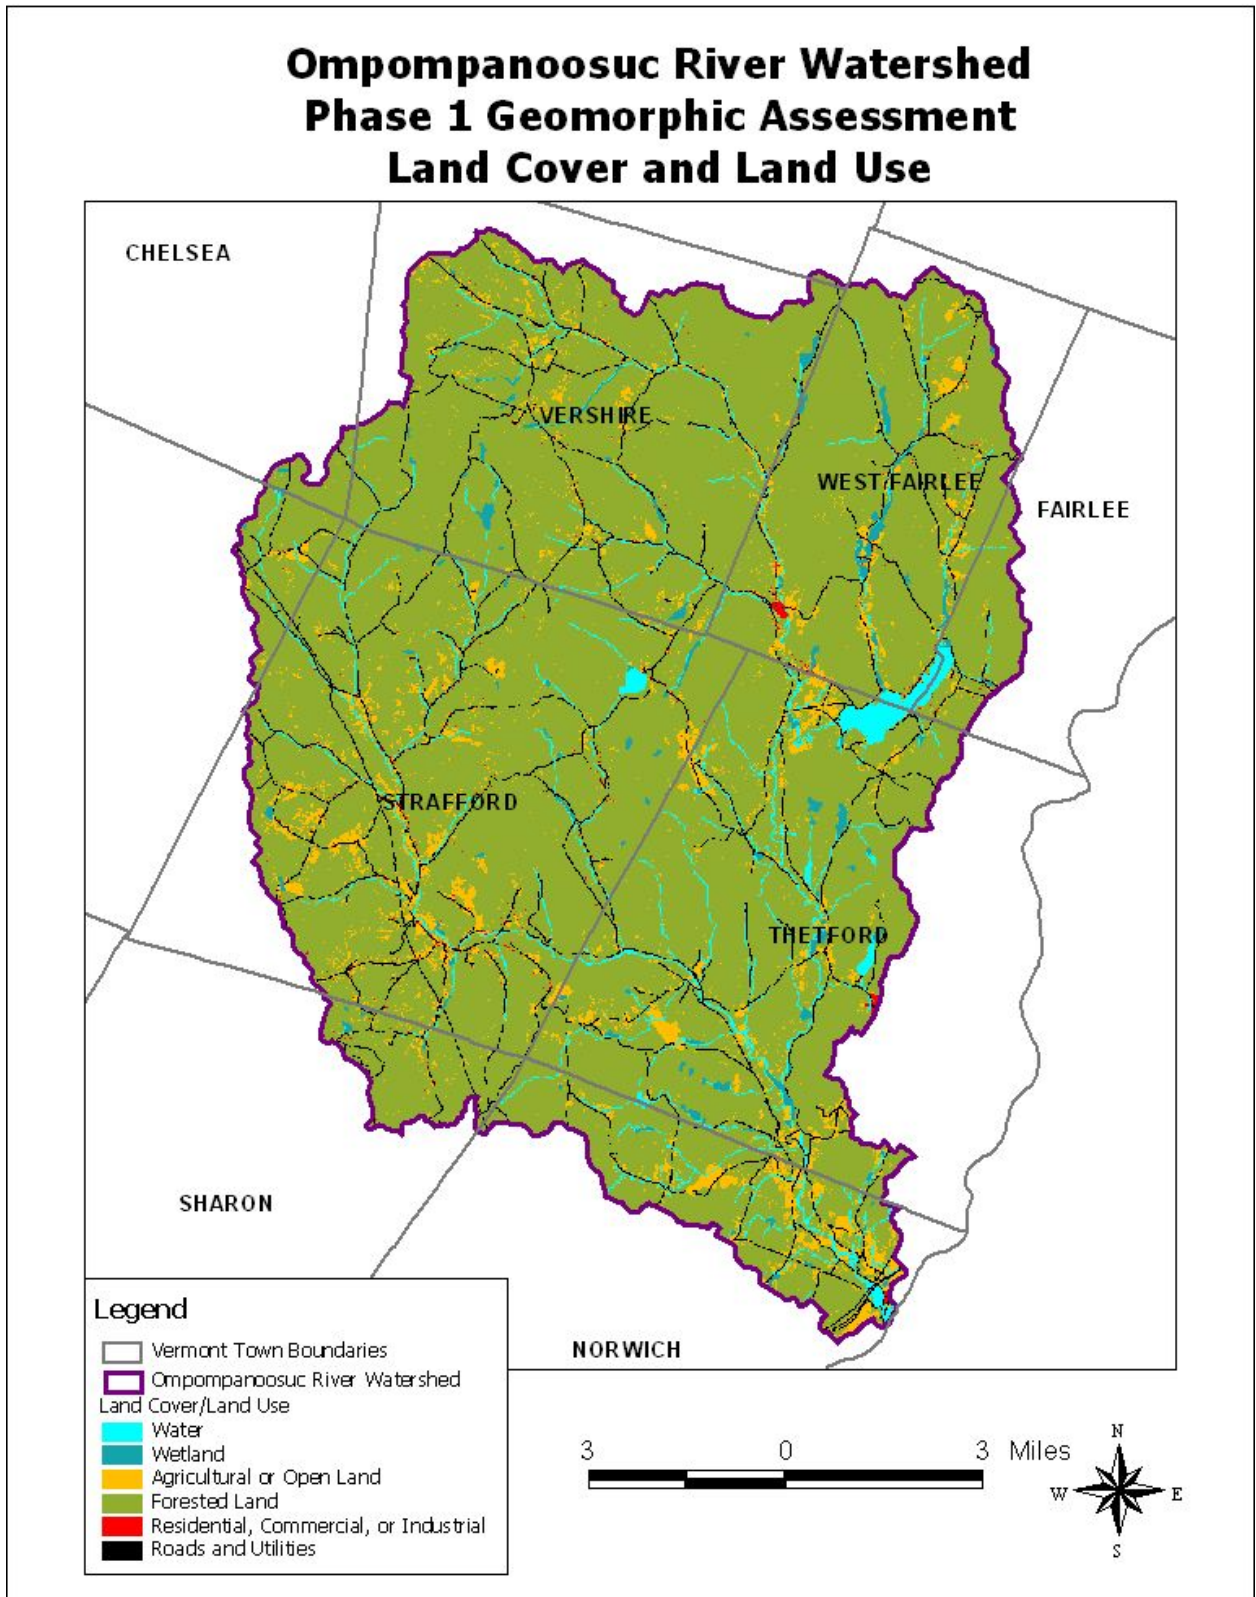 Ompompanoosuc River Watershed
Phase 1 Geomorphic Assessment
Land Cover and Land Use
CHELSEA
VERSHIRE
WEST FAIRLEE
FAIRLEE
STRAFFORD
THETFORD
SHARON
NORWICH
Legend
Vermont Town Boundaries
Ompompanoosuc River Watershed
Land Cover/Land Use
Water
Wetland
Agricultural or Open Land
Forested Land
Residential, Commercial, or Industrial
Roads and Utilities
3 0 3 Miles
N
W E
S